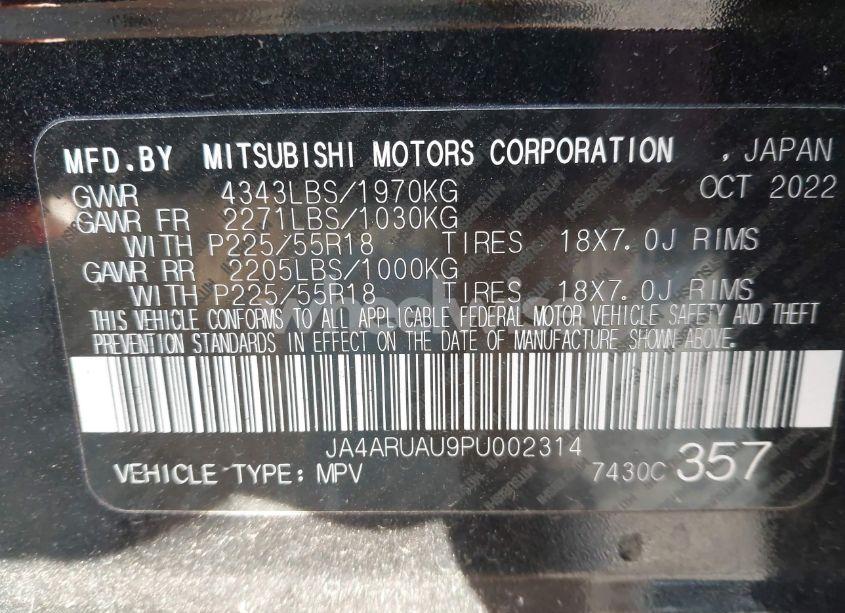 MFD.BY MITSUBISHI MOTORS CORPORATION , JAPAN
GWWR 4343LBS/1970KG OCT 2022
GAWR FR 2271LBS/1030KG
WITH P225/55R18 TIRES 18X7.0J RIMS
GAWR RR 2205LBS/1000KG
WITH P225/55R18 TIRES 18X7.0J RIMS
THIS VEHICLE CONFORMS TO ALL APPLICABLE FEDERAL MOTOR VEHICLE SAFETY AND THEFT
PREVENTION STANDARDS IN EFFECT ON THE DATE OF MANUFACTURE SHOWN ABOVE.
JA4ARUAU9PU002314
VEHICLE TYPE: MPV 7430C 357